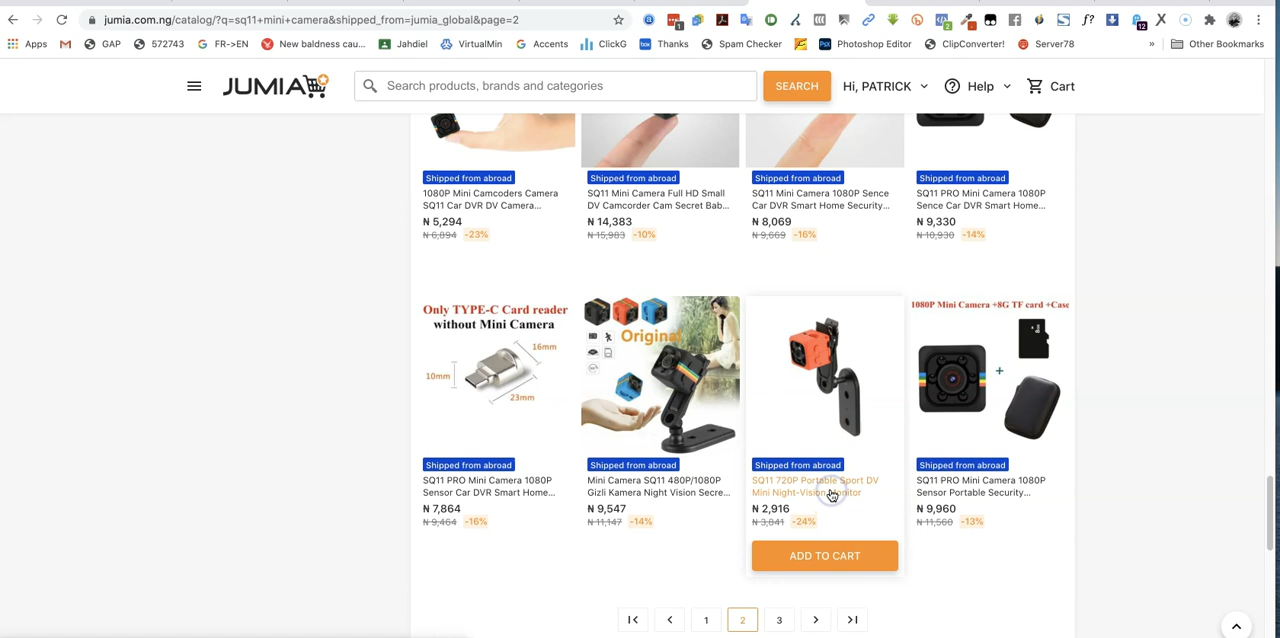 jumia.com.ng/catalog/?q=sq11+mini+camera&shipped_from=jumia_global&page=2
Apps GAP 572743 FR->EN New baldness cau... Jahdiel VirtualMin Accents ClickG Thanks Spam Checker Photoshop Editor ClipConverter! Server78 » Other Bookmarks
JUMIA Search products, brands and categories SEARCH Hi, PATRICK Help Cart
Shipped from abroad
1080P Mini Camcoders Camera
SQ11 Car DVR DV Camera...
₦ 5,294
₦ 6,894 -23%
Shipped from abroad
SQ11 Mini Camera Full HD Small
DV Camcorder Cam Secret Bab...
₦ 14,383
₦ 15,983 -10%
Shipped from abroad
SQ11 Mini Camera 1080P Sence
Car DVR Smart Home Security...
₦ 8,069
₦ 9,669 -16%
Shipped from abroad
SQ11 PRO Mini Camera 1080P
Sence Car DVR Smart Home...
₦ 9,330
₦ 10,930 -14%
Only TYPE-C Card reader
without Mini Camera
16mm
10mm
23mm
Shipped from abroad
SQ11 PRO Mini Camera 1080P
Sensor Car DVR Smart Home...
₦ 7,864
₦ 9,464 -16%
Original
Shipped from abroad
Mini Camera SQ11 480P/1080P
Gizli Kamera Night Vision Secre...
₦ 9,547
₦ 11,147 -14%
Shipped from abroad
SQ11 720P Portable Sport DV
Mini Night-Vision Monitor
₦ 2,916
₦ 3,841 -24%
ADD TO CART
1080P Mini Camera +8G TF card +Case
+
Shipped from abroad
SQ11 PRO Mini Camera 1080P
Sensor Portable Security...
₦ 9,960
₦ 11,560 -13%
1 2 3